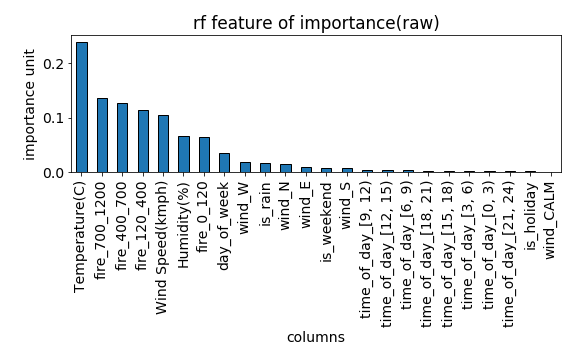 rf feature of importance(raw)
importance unit
0.2
0.1
0.0
Temperature(C)
fire_700_1200
fire_400_700
fire_120_400
Wind Speed(kmph)
Humidity(%)
fire_0_120
day_of_week
wind_W
is_rain
wind_N
wind_E
is_weekend
wind_S
time_of_day_[9, 12)
time_of_day_[12, 15)
time_of_day_[6, 9)
time_of_day_[18, 21)
time_of_day_[15, 18)
time_of_day_[3, 6)
time_of_day_[0, 3)
time_of_day_[21, 24)
is_holiday
wind_CALM
columns